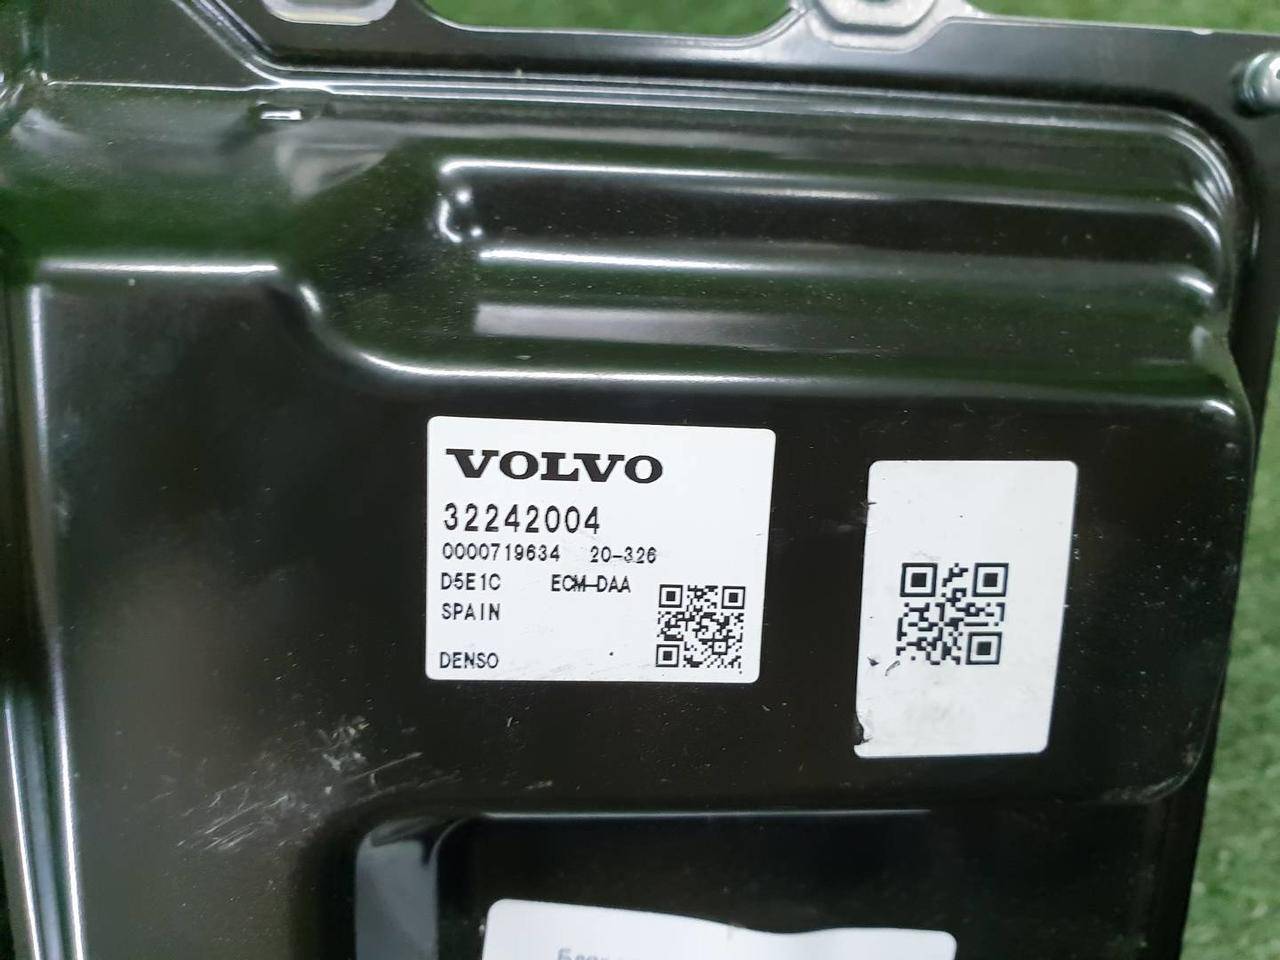 VOLVO
32242004
0000719634 20-326
D5E1C ECM-DAA
SPAIN
DENSO